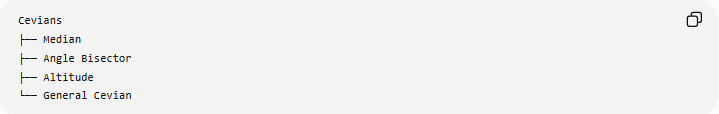 Cevians
├── Median
├── Angle Bisector
├── Altitude
└── General Cevian